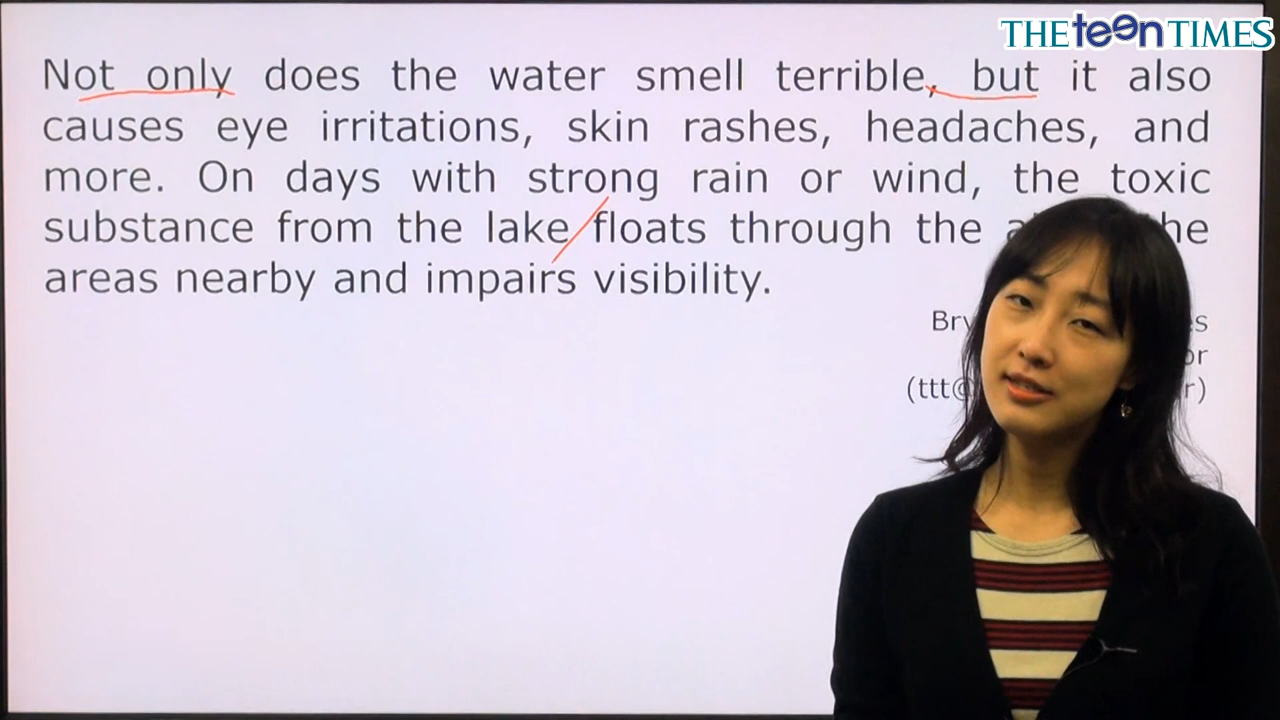 THE teen TIMES
Not only does the water smell terrible, but it also
causes eye irritations, skin rashes, headaches, and
more. On days with strong rain or wind, the toxic
substance from the lake floats through the
areas nearby and impairs visibility.
(ttt@